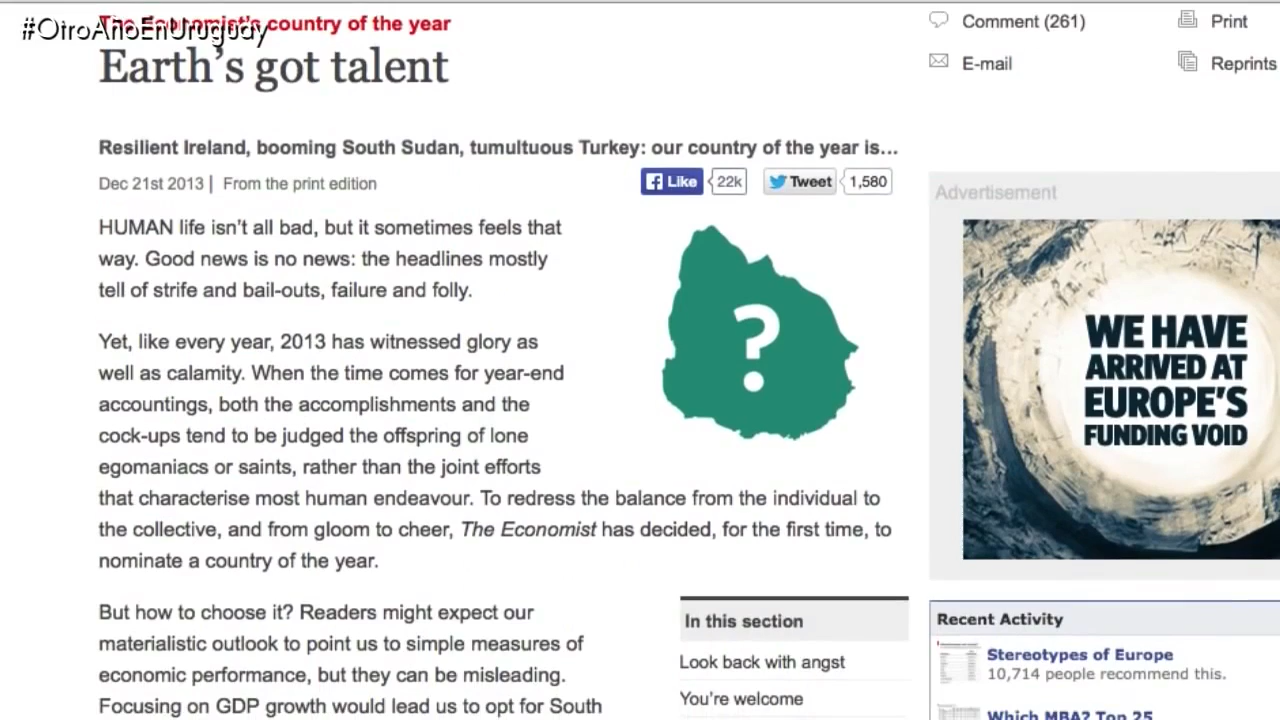 #OtroAñoEnUruguay
The Economist's country of the year
Earth's got talent
Resilient Ireland, booming South Sudan, tumultuous Turkey: our country of the year is...
Dec 21st 2013 | From the print edition
Like 22k Tweet 1,580
HUMAN life isn't all bad, but it sometimes feels that
way. Good news is no news: the headlines mostly
tell of strife and bail-outs, failure and folly.
?
Yet, like every year, 2013 has witnessed glory as
well as calamity. When the time comes for year-end
accountings, both the accomplishments and the
cock-ups tend to be judged the offspring of lone
egomaniacs or saints, rather than the joint efforts
that characterise most human endeavour. To redress the balance from the individual to
the collective, and from gloom to cheer, The Economist has decided, for the first time, to
nominate a country of the year.
But how to choose it? Readers might expect our
materialistic outlook to point us to simple measures of
economic performance, but they can be misleading.
Focusing on GDP growth would lead us to opt for South
In this section
Look back with angst
You're welcome
Comment (261)
Print
E-mail
Reprints
Advertisement
WE HAVE
ARRIVED AT
EUROPE'S
FUNDING VOID
Recent Activity
Stereotypes of Europe
10,714 people recommend this.
Which MBA? Top 25